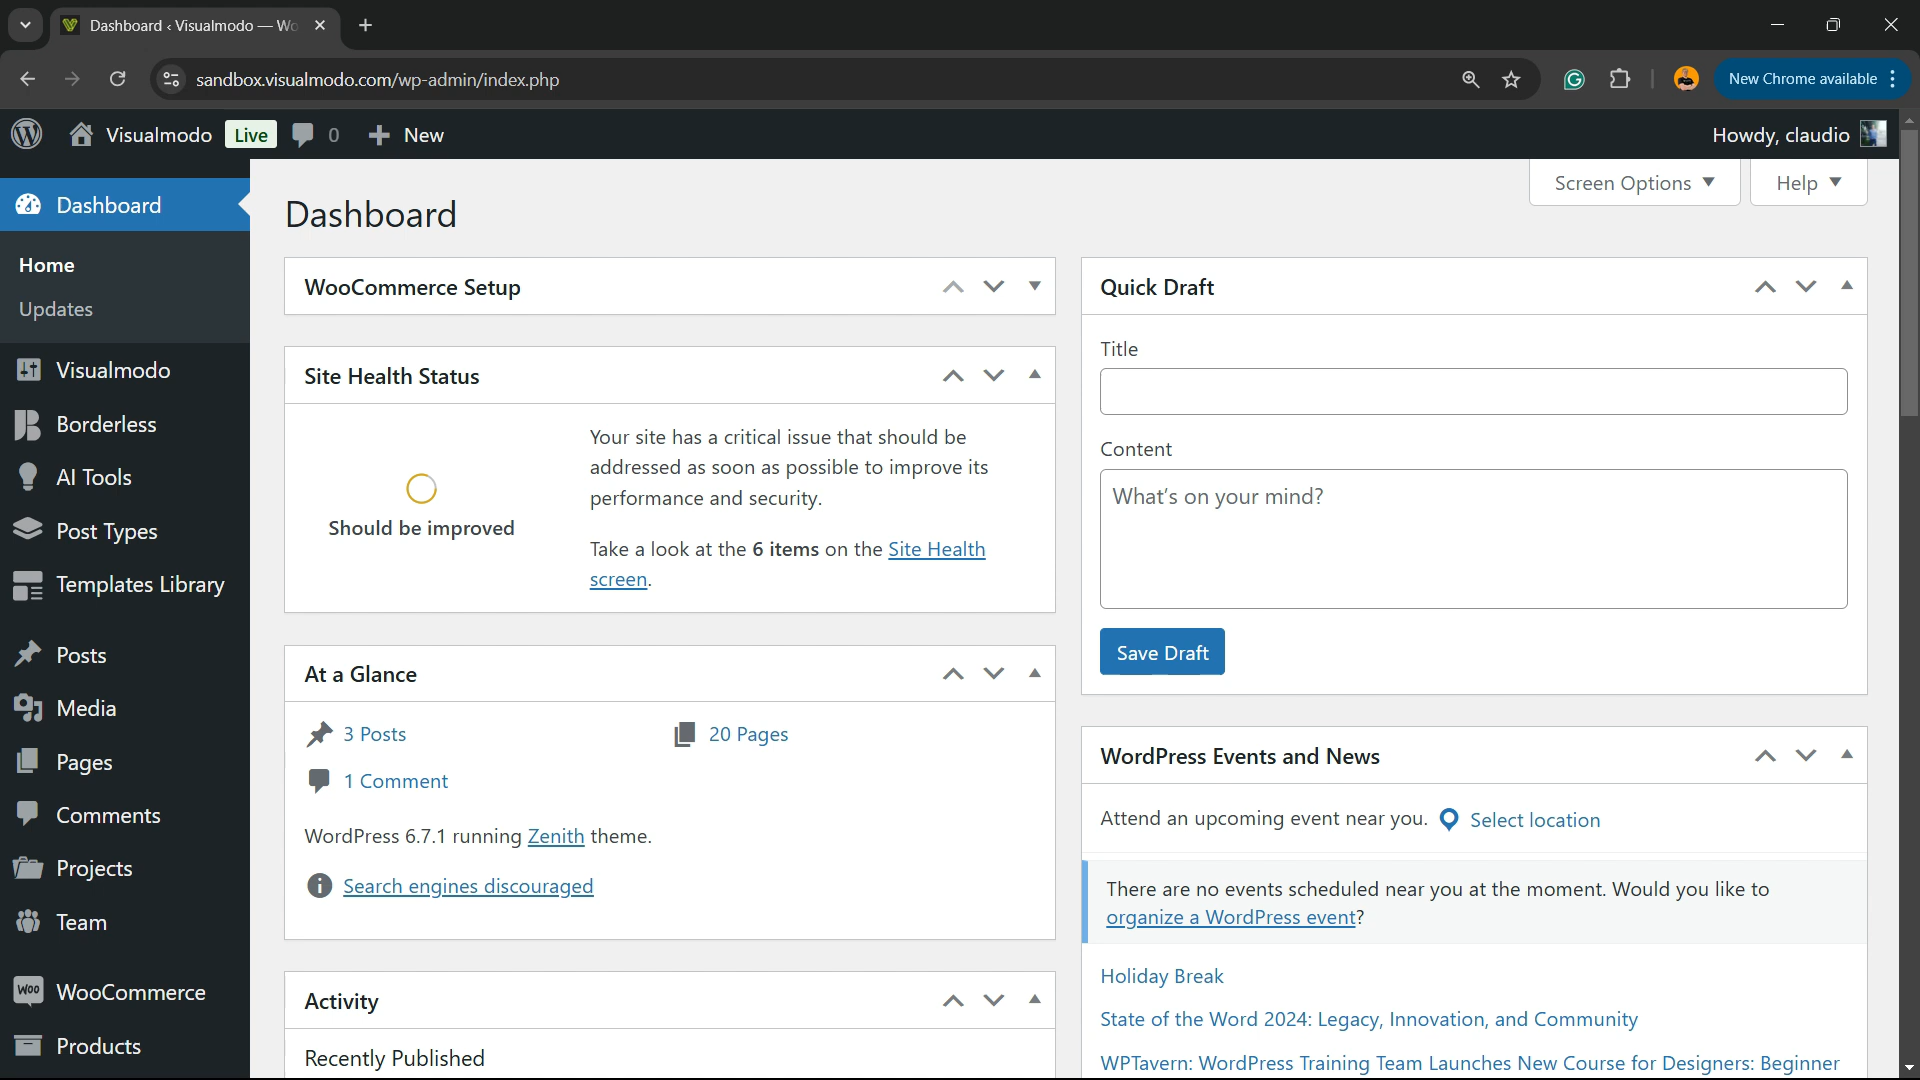 Dashboard ‹ Visualmodo — Wo
sandbox.visualmodo.com/wp-admin/index.php
New Chrome available
Visualmodo Live 0 New
Howdy, claudio
Screen Options Help
Dashboard
Home
Updates
Visualmodo
Borderless
AI Tools
Post Types
Templates Library
Posts
Media
Pages
Comments
Projects
Team
Woo WooCommerce
Products
Dashboard
WooCommerce Setup
Site Health Status
Should be improved
Your site has a critical issue that should be
addressed as soon as possible to improve its
performance and security.
Take a look at the 6 items on the Site Health
screen.
At a Glance
3 Posts
20 Pages
1 Comment
WordPress 6.7.1 running Zenith theme.
Search engines discouraged
Activity
Recently Published
Quick Draft
Title
Content
What's on your mind?
Save Draft
WordPress Events and News
Attend an upcoming event near you. Select location
There are no events scheduled near you at the moment. Would you like to
organize a WordPress event?
Holiday Break
State of the Word 2024: Legacy, Innovation, and Community
WPTavern: WordPress Training Team Launches New Course for Designers: Beginner